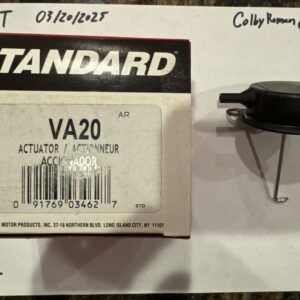 T 03/20/2025 Colby Roman
STANDARD
AR
VA20
ACTUATOR / ACTIONNEUR
ACCIONADOR
0 91769 03462 7
STD
MOTOR PRODUCTS, INC. 37-18 NORTHERN BLVD. LONG ISLAND CITY, NY 11101